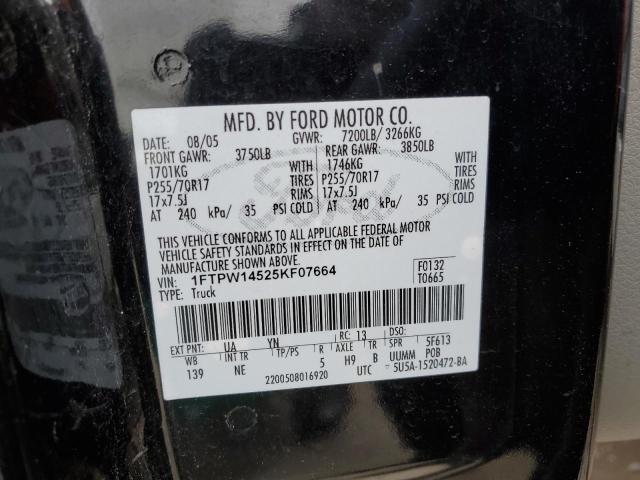 MFD. BY FORD MOTOR CO.
DATE: 08/05 GVWR: 7200LB/ 3266KG
FRONT GAWR: 3750LB REAR GAWR: 3850LB
1701KG WITH 1746KG WITH
P255/70R17 TIRES P255/70R17 TIRES
17x7.5J RIMS 17x7.5J RIMS
AT 240 kPa/ 35 PSI COLD AT 240 kPa/ 35 PSI COLD
Ford
THIS VEHICLE CONFORMS TO ALL APPLICABLE FEDERAL MOTOR
VEHICLE SAFETY STANDARDS IN EFFECT ON THE DATE OF
MANUFACTURE SHOWN ABOVE.
VIN: 1FTPW14525KF07664 F0132
TYPE: Truck T0665
EXT PNT: UA YN RC: 13 DSO:
WB INT TR TP/PS R AXLE TR SPR 5F613
139 NE 5 H9 B UUMM POB
2200508016920 UTC 5U5A-1520472-BA